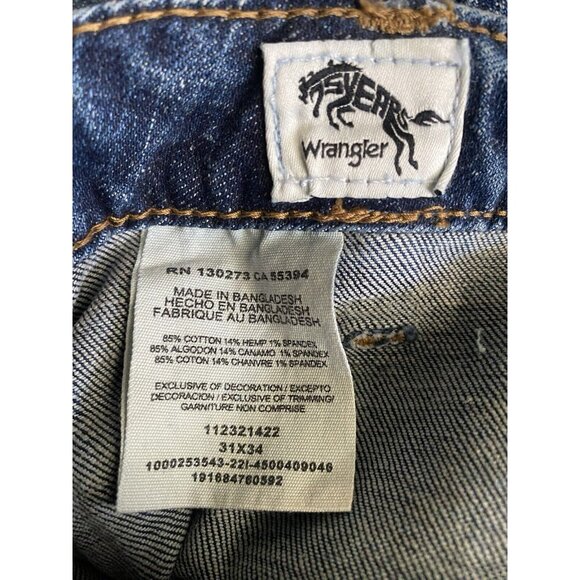 75 YEARS
Wrangler
RN 130273 CA 55394
MADE IN BANGLADESH
HECHO EN BANGLADESH
FABRIQUE AU BANGLADESH
85% COTTON 14% HEMP 1% SPANDEX
85% ALGODON 14% CANAMO 1% SPANDEX
85% COTON 14% CHANVRE 1% SPANDEX
EXCLUSIVE OF DECORATION / EXCEPTO
DECORACION / EXCLUSIVE OF TRIMMING/
GARNITURE NON COMPRISE
112321422
31X34
1000253543-22I-4500409046
191684760592